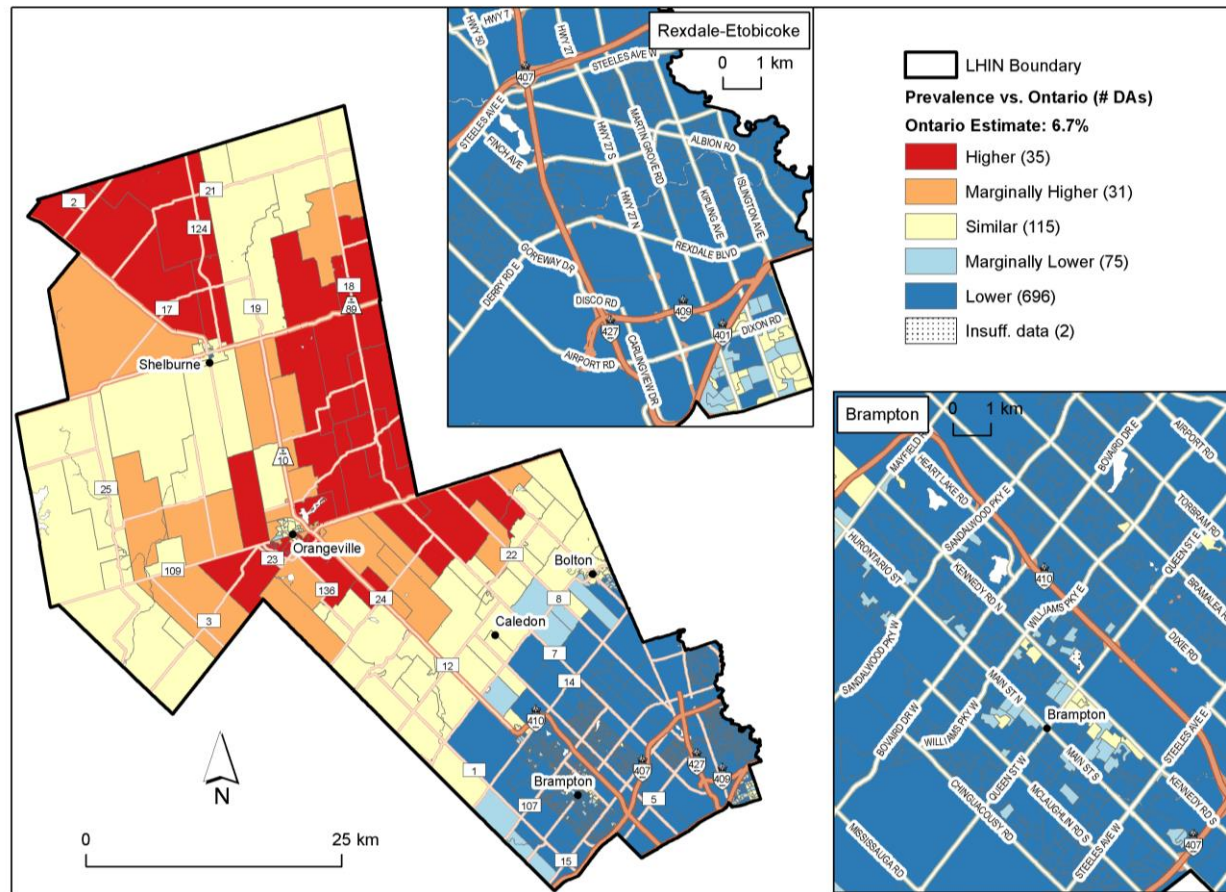 Rexdale-Etobicoke
0 1 km
HWY 7
HWY 50
HWY 27
STEELES AVE W
407
STEELES AVE E
FINCH AVE
HWY 27 S
MARTIN GROVE RD
ALBION RD
KIPLING AVE
ISLINGTON AVE
HWY 27 N
REXDALE BLVD
GOREWAY DR
DERRY RD E
DISCO RD
409
427
401
DIXON RD
AIRPORT RD
CARLINGVIEW DR
LHIN Boundary
Prevalence vs. Ontario (# DAs)
Ontario Estimate: 6.7%
Higher (35)
Marginally Higher (31)
Similar (115)
Marginally Lower (75)
Lower (696)
Insuff. data (2)
2
21
124
18
89
17
19
Shelburne
10
25
Orangeville
23
109
22
136
24
3
Bolton
8
Caledon
7
12
14
410
1
Brampton
107
407
427
409
5
15
N
0 25 km
Brampton
0 1 km
MAYFIELD R
HEART LAKE RD
BOVAIRD DR E
AIRPORT RD
SANDALWOOD PKY E
TORBRAM RD
HURONTARIO ST
KENNEDY RD N
QUEEN ST E
410
BRAMALEA R
WILLIAMS PKY E
DIXIE RD
SANDALWOOD PKY W
MAIN ST N
BOVAIRD DR W
WILLIAMS PKY W
Brampton
STEELES AVE E
MAIN ST S
QUEEN ST W
KENNEDY RD S
CHINGUACOUSY RD
MCLAUGHLIN RD S
MISSISSAUGA RD
STEELES AVE W
407